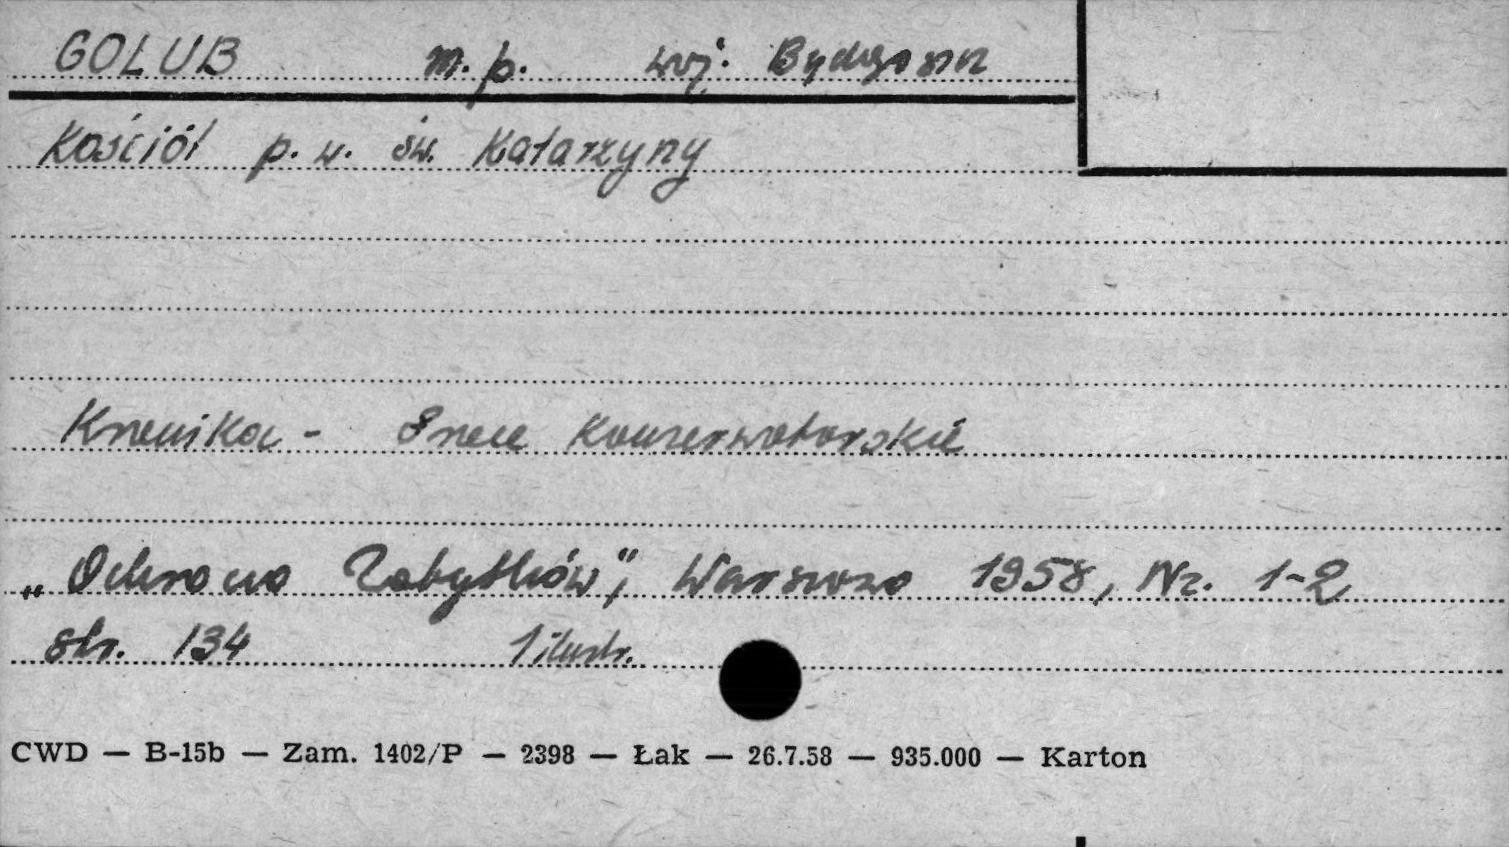 GOLUB m. p. woj. Bydgoszcz
Kościół p. w. św. Katarzyny
Kronika - Prace Konserwatorskie
„Ochrona Zabytków”, Warszawa 1958, Nr. 1-2
str. 134 1 ilustr.
CWD — B-15b — Zam. 1402/P — 2398 — Łak — 26.7.58 — 935.000 — Karton